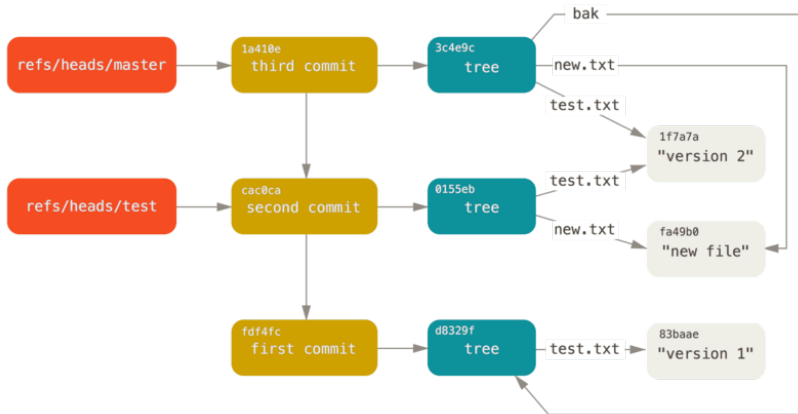 bak
1a410e
3c4e9c
refs/heads/master
third commit
tree
new.txt
test.txt
1f7a7a
"version 2"
cac0ca
0155eb
test.txt
refs/heads/test
second commit
tree
new.txt
fa49b0
"new file"
fdf4fc
d8329f
83baae
first commit
tree
test.txt
"version 1"